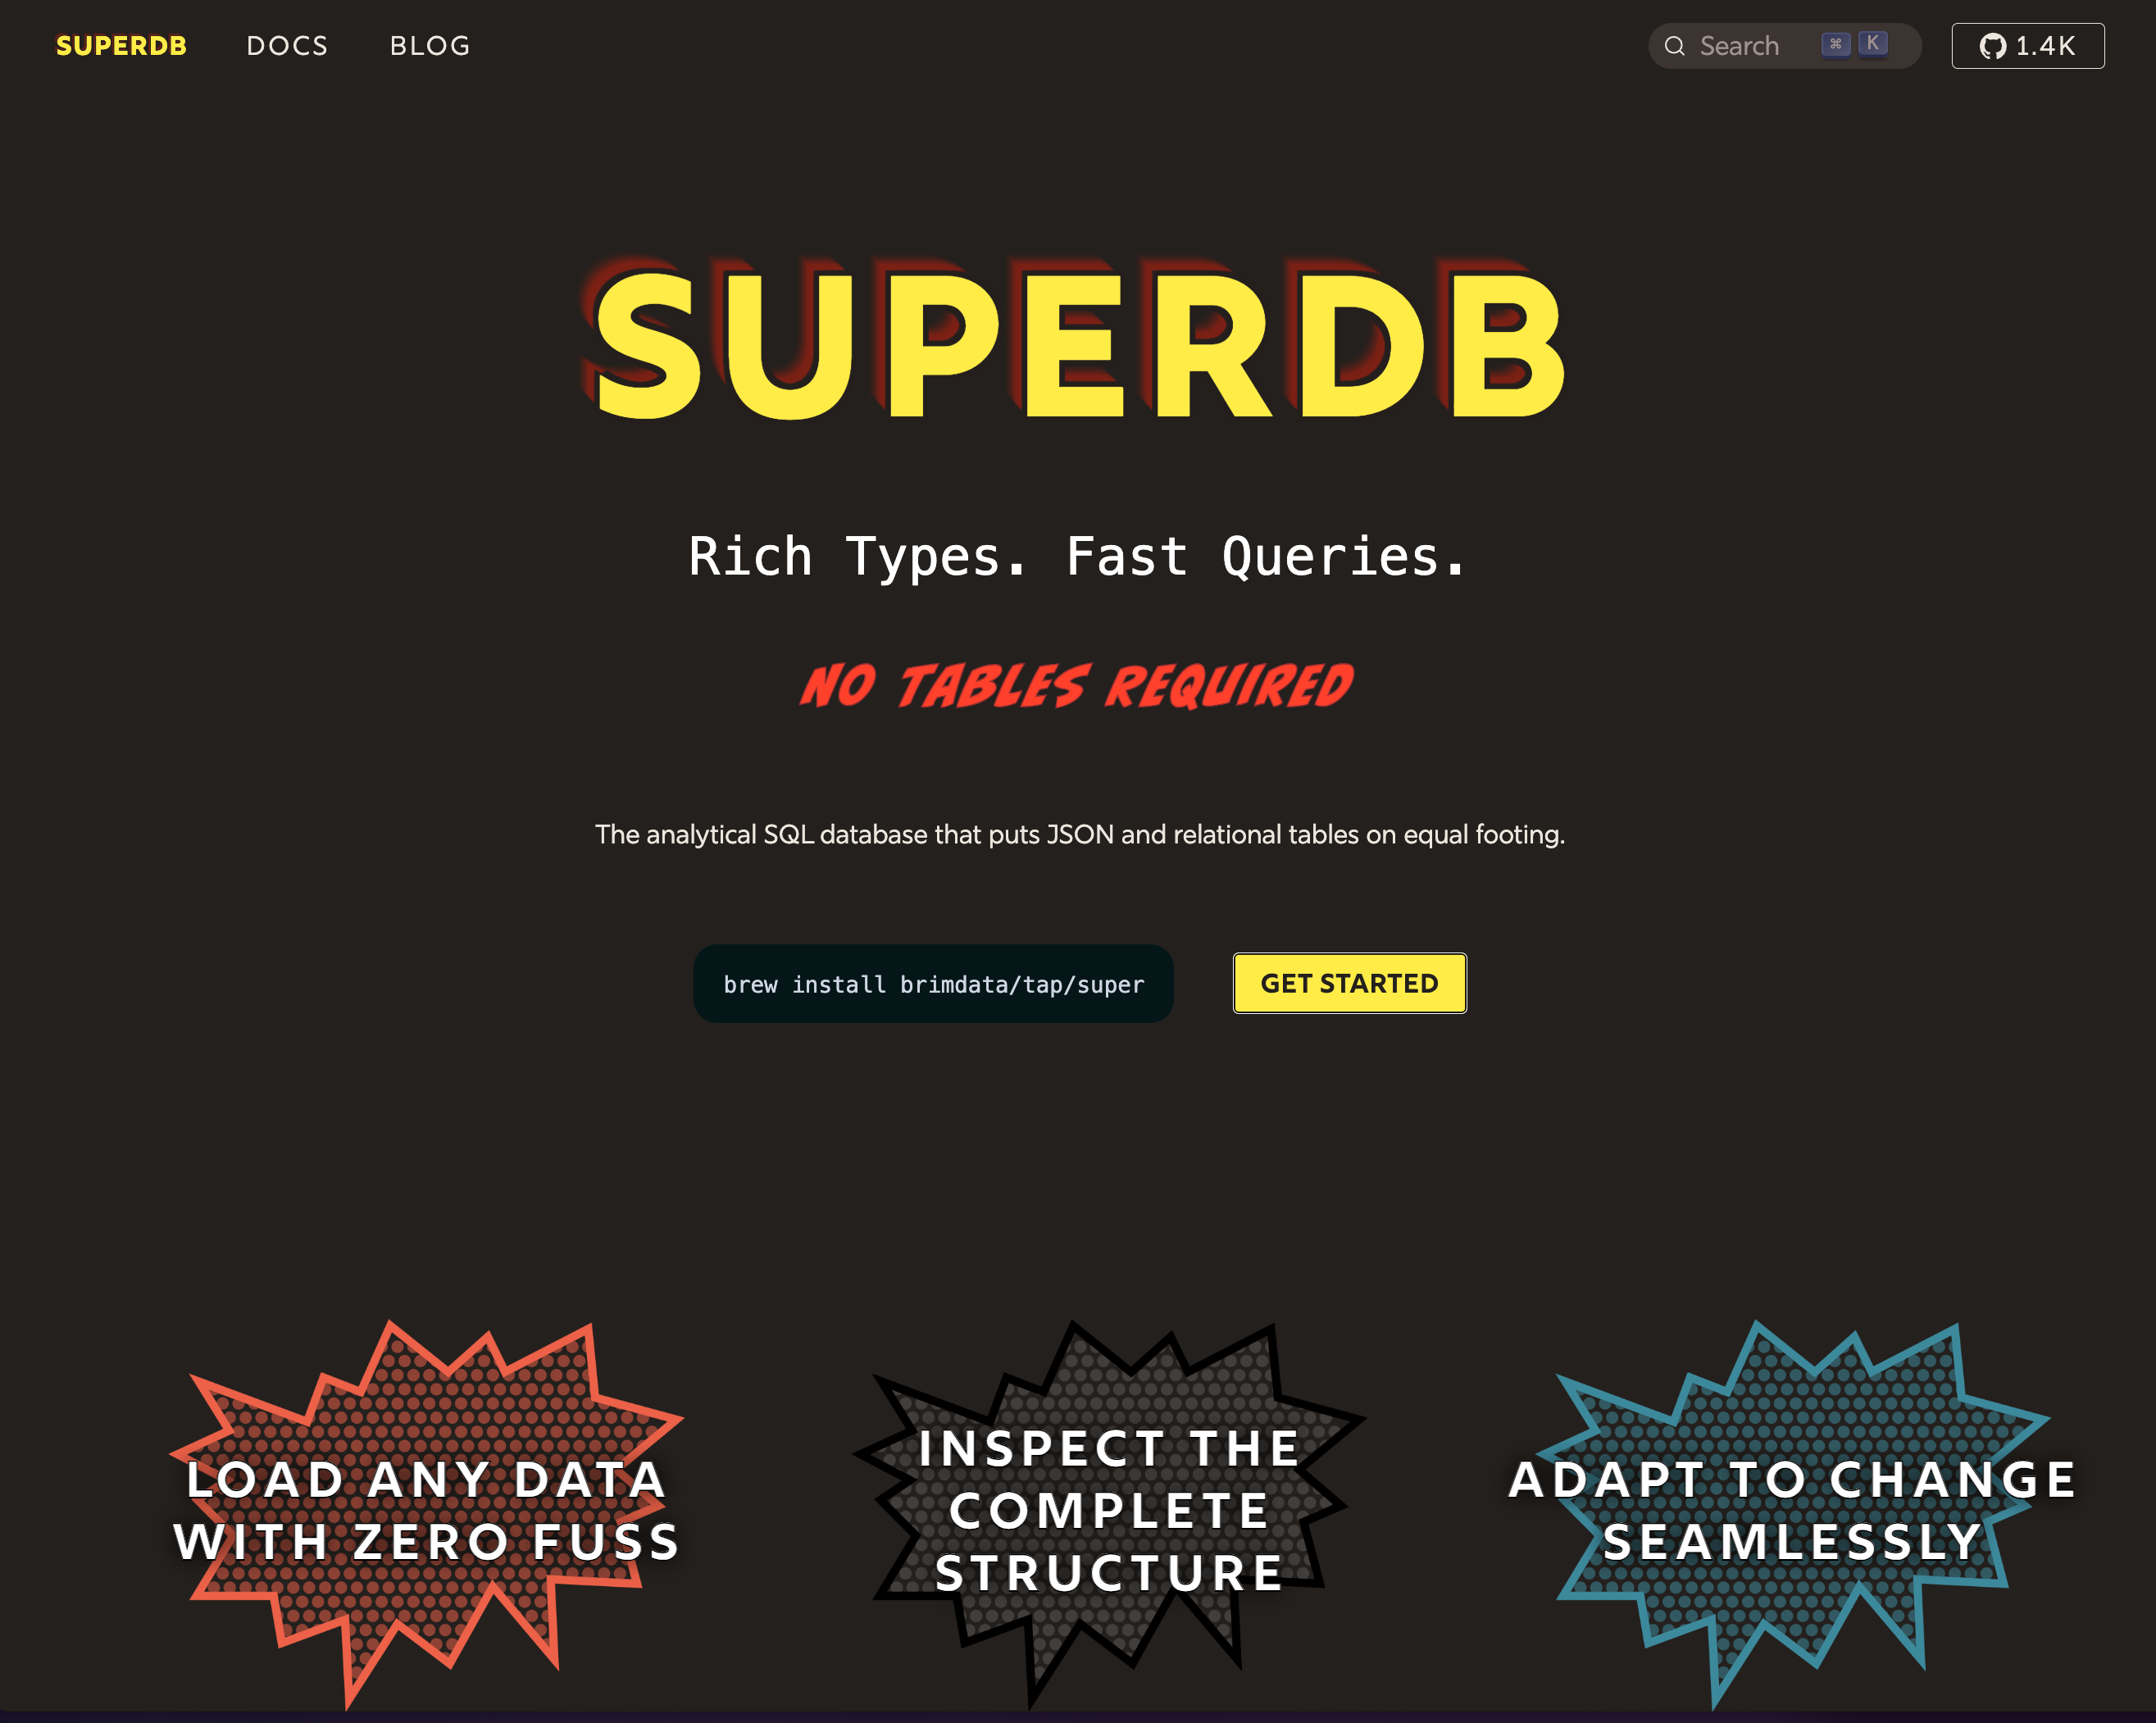 SUPERDB DOCS BLOG Search ⌘ K 1.4K
SUPERDB
Rich Types. Fast Queries.
NO TABLES REQUIRED
The analytical SQL database that puts JSON and relational tables on equal footing.
brew install brimdata/tap/super GET STARTED
LOAD ANY DATA
WITH ZERO FUSS
INSPECT THE
COMPLETE
STRUCTURE
ADAPT TO CHANGE
SEAMLESSLY